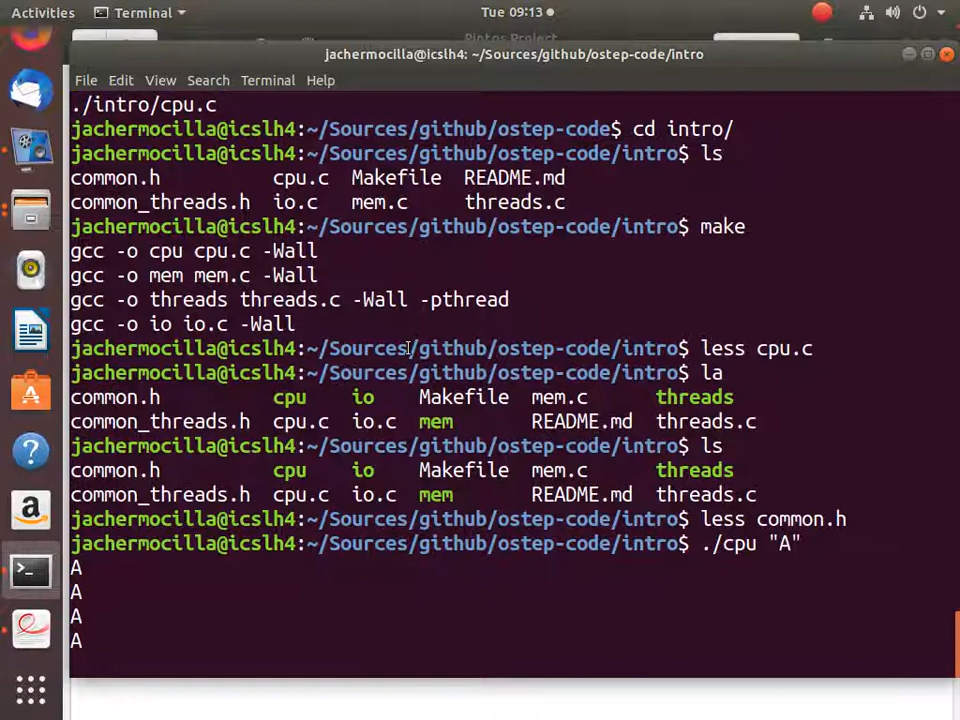 Activities
Terminal
Tue 09:13
Pintos Project
jachermocilla@icslh4: ~/Sources/github/ostep-code/intro
File Edit View Search Terminal Help
./intro/cpu.c
jachermocilla@icslh4:~/Sources/github/ostep-code$ cd intro/
jachermocilla@icslh4:~/Sources/github/ostep-code/intro$ ls
common.h cpu.c Makefile README.md
common_threads.h io.c mem.c threads.c
jachermocilla@icslh4:~/Sources/github/ostep-code/intro$ make
gcc -o cpu cpu.c -Wall
gcc -o mem mem.c -Wall
gcc -o threads threads.c -Wall -pthread
gcc -o io io.c -Wall
jachermocilla@icslh4:~/Sources/github/ostep-code/intro$ less cpu.c
jachermocilla@icslh4:~/Sources/github/ostep-code/intro$ la
common.h cpu io Makefile mem.c threads
common_threads.h cpu.c io.c mem README.md threads.c
jachermocilla@icslh4:~/Sources/github/ostep-code/intro$ ls
common.h cpu io Makefile mem.c threads
common_threads.h cpu.c io.c mem README.md threads.c
jachermocilla@icslh4:~/Sources/github/ostep-code/intro$ less common.h
jachermocilla@icslh4:~/Sources/github/ostep-code/intro$ ./cpu "A"
A
A
A
A